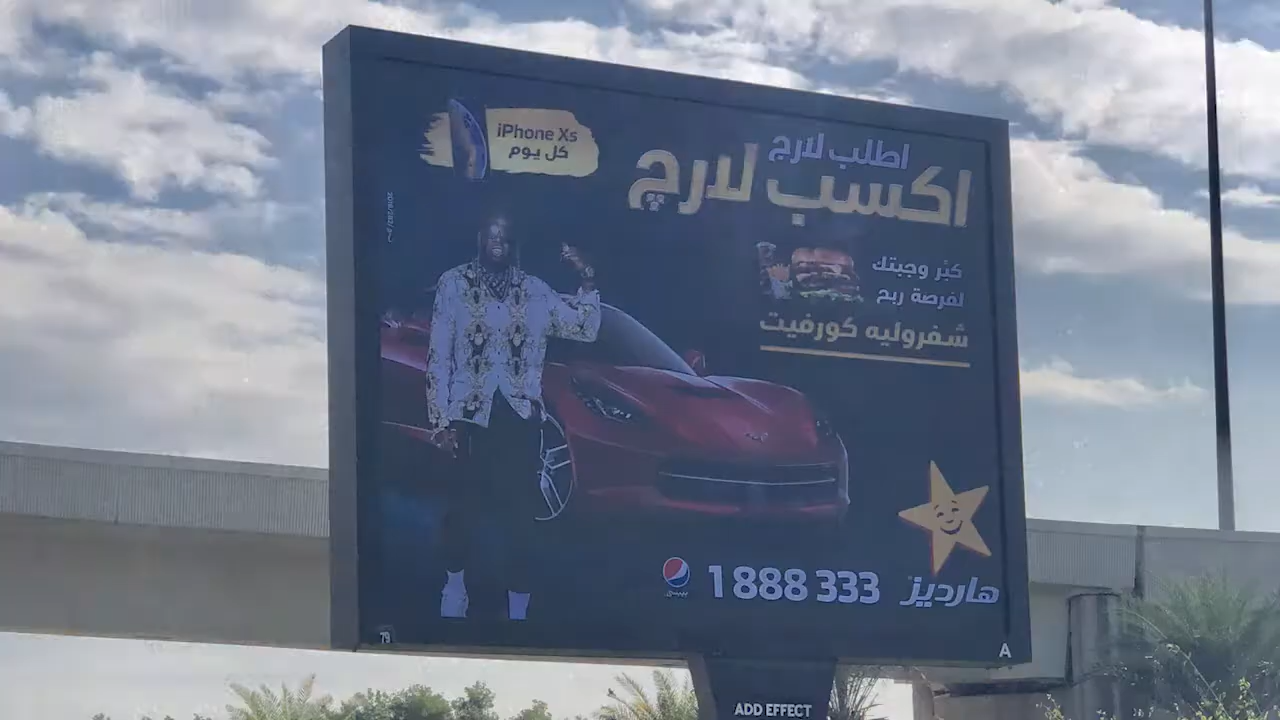 iPhone Xs
كل يوم
اطلب لارج
اكسب لارج
كبّر وجبتك
لفرصة ربح
شفروليه كورفيت
1 888 333
هارديز
بيبسي
A
ADD EFFECT